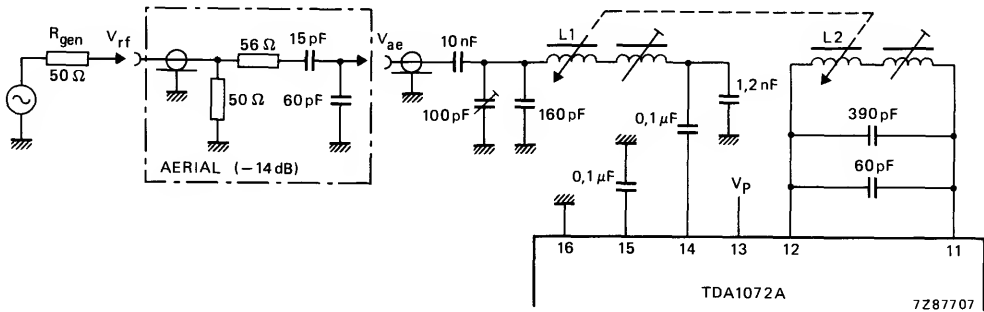 R gen
50 Ω
V rf
56 Ω
15 pF
50 Ω
60 pF
AERIAL (−14 dB)
V ae
10 nF
100 pF
160 pF
L1
0,1 μF
0,1 μF
1,2 nF
L2
390 pF
60 pF
V P
16
15
14
13
12
11
TDA1072A
7Z87707